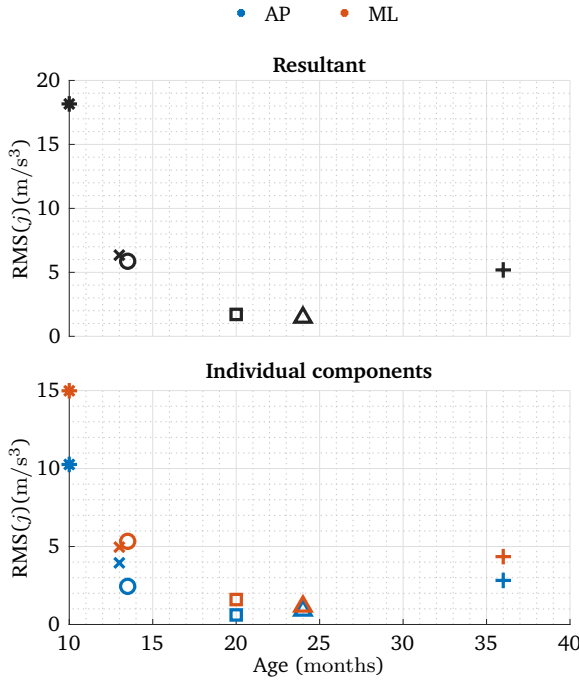 AP ML
Resultant
20
15
10
5
0
RMS(j)(m/s³)
Individual components
15
10
5
0
RMS(j)(m/s³)
10 15 20 25 30 35 40
Age (months)